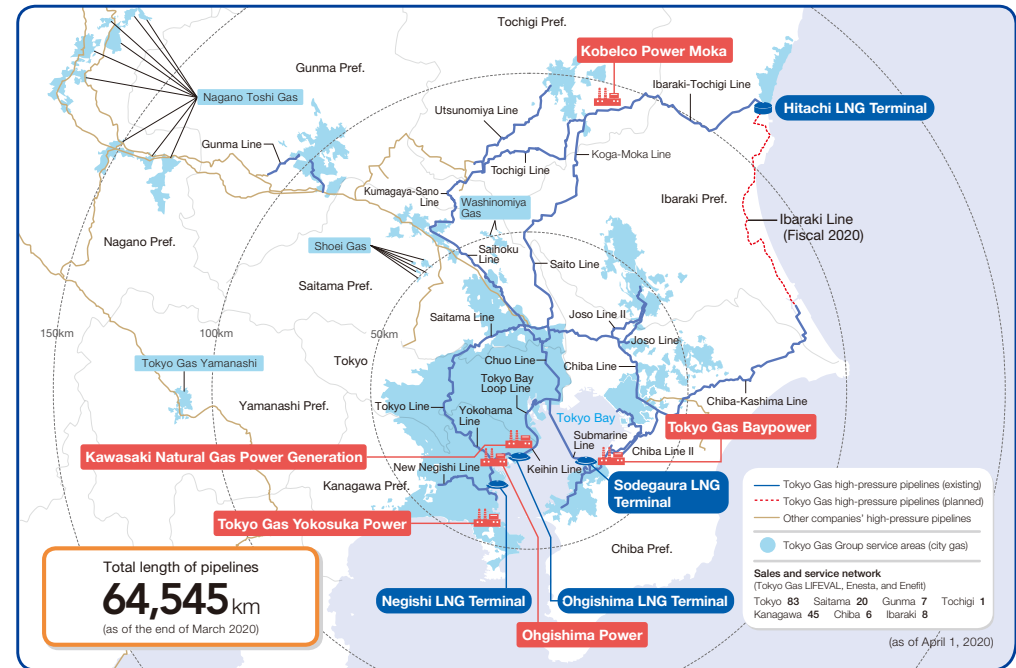 Tochigi Pref.
Kobelco Power Moka
Gunma Pref.
Ibaraki-Tochigi Line
Nagano Toshi Gas
Hitachi LNG Terminal
Utsunomiya Line
Gunma Line
Koga-Moka Line
Tochigi Line
Kumagaya-Sano
Line
Washinomiya
Gas
Ibaraki Pref.
Ibaraki Line
(Fiscal 2020)
Nagano Pref.
Shoei Gas
Saihoku
Line
Saito Line
Saitama Pref.
Saitama Line
Joso Line II
150km
100km
50km
Joso Line
Tokyo
Chuo Line
Chiba Line
Tokyo Gas Yamanashi
Tokyo Bay
Loop Line
Chiba-Kashima Line
Yamanashi Pref.
Tokyo Line
Yokohama
Line
Tokyo Bay
Tokyo Gas Baypower
Submarine
Line
Chiba Line II
Kawasaki Natural Gas Power Generation
New Negishi Line
Keihin Line
Kanagawa Pref.
Sodegaura LNG
Terminal
Tokyo Gas Yokosuka Power
Chiba Pref.
Negishi LNG Terminal
Ohgishima LNG Terminal
Ohgishima Power
Total length of pipelines
64,545 km
(as of the end of March 2020)
Tokyo Gas high-pressure pipelines (existing)
Tokyo Gas high-pressure pipelines (planned)
Other companies' high-pressure pipelines
Tokyo Gas Group service areas (city gas)
Sales and service network
(Tokyo Gas LIFEVAL, Enesta, and Enefit)
Tokyo 83 Saitama 20 Gunma 7 Tochigi 1
Kanagawa 45 Chiba 6 Ibaraki 8
(as of April 1, 2020)